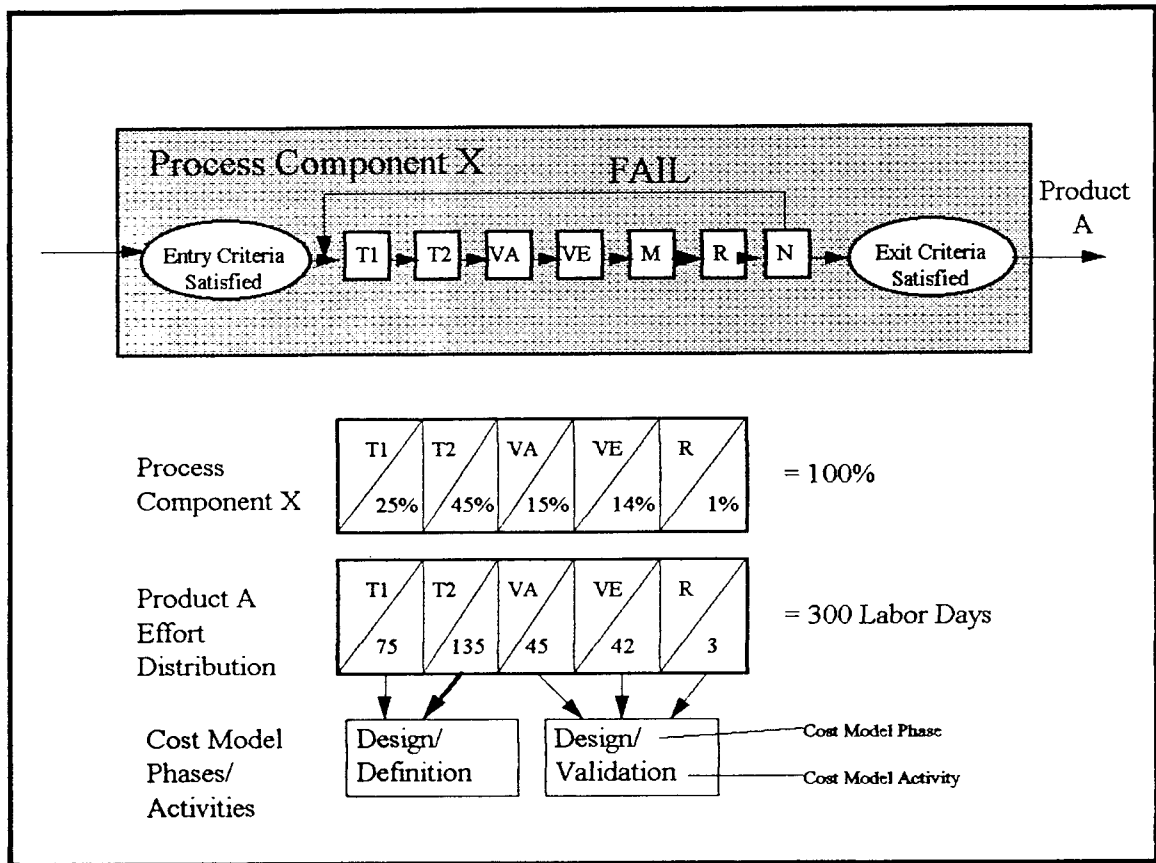 Process Component X
FAIL
Product
A
Entry Criteria
Satisfied
T1
T2
VA
VE
M
R
N
Exit Criteria
Satisfied
Process
Component X
T1
T2
VA
VE
R
25%
45%
15%
14%
1%
= 100%
Product A
Effort
Distribution
T1
T2
VA
VE
R
75
135
45
42
3
= 300 Labor Days
Cost Model
Phases/
Activities
Design/
Definition
Design/
Validation
Cost Model Phase
Cost Model Activity